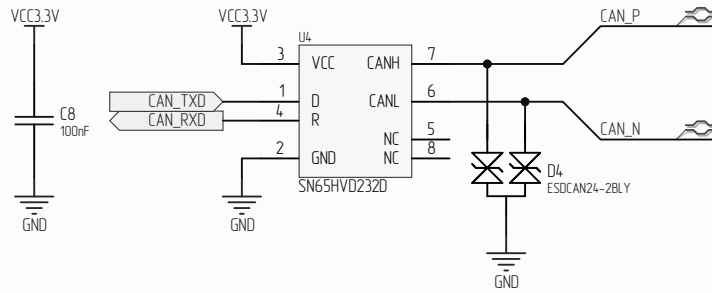 VCC3.3V
VCC3.3V
U4
CAN_P
3 VCC CANH 7
CAN_TXD 1 D CANL 6
CAN_RXD 4 R
C8
100nF
NC 5
2 GND NC 8
CAN_N
SN65HVD232D
D4
ESDCAN24-2BLY
GND
GND
GND